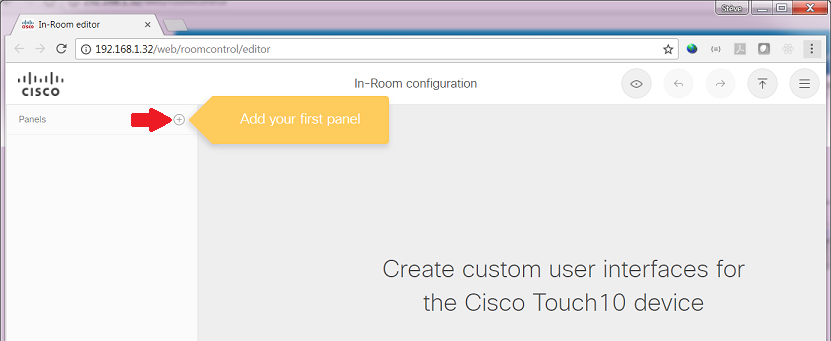 Stève
In-Room editor
192.168.1.32/web/roomcontrol/editor
CISCO
In-Room configuration
Panels
Add your first panel
Create custom user interfaces for
the Cisco Touch10 device